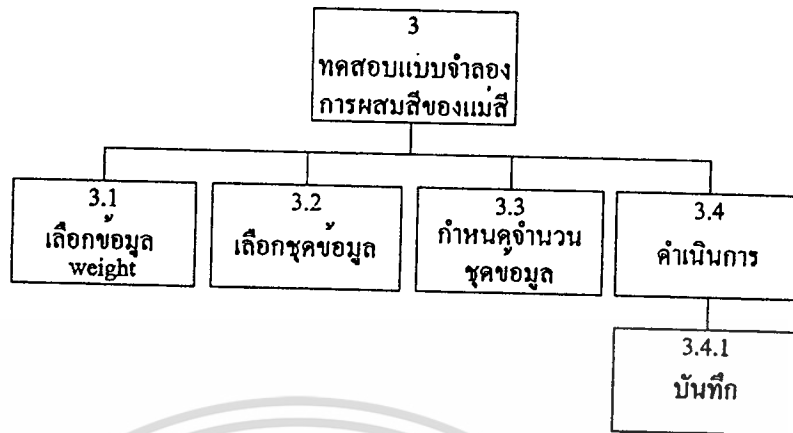 3
ทดสอบแบบจำลอง
การผสมสีของแม่สี
3.1
เลือกข้อมูล
weight
3.2
เลือกชุดข้อมูล
3.3
กำหนดจำนวน
ชุดข้อมูล
3.4
ดำเนินการ
3.4.1
บันทึก